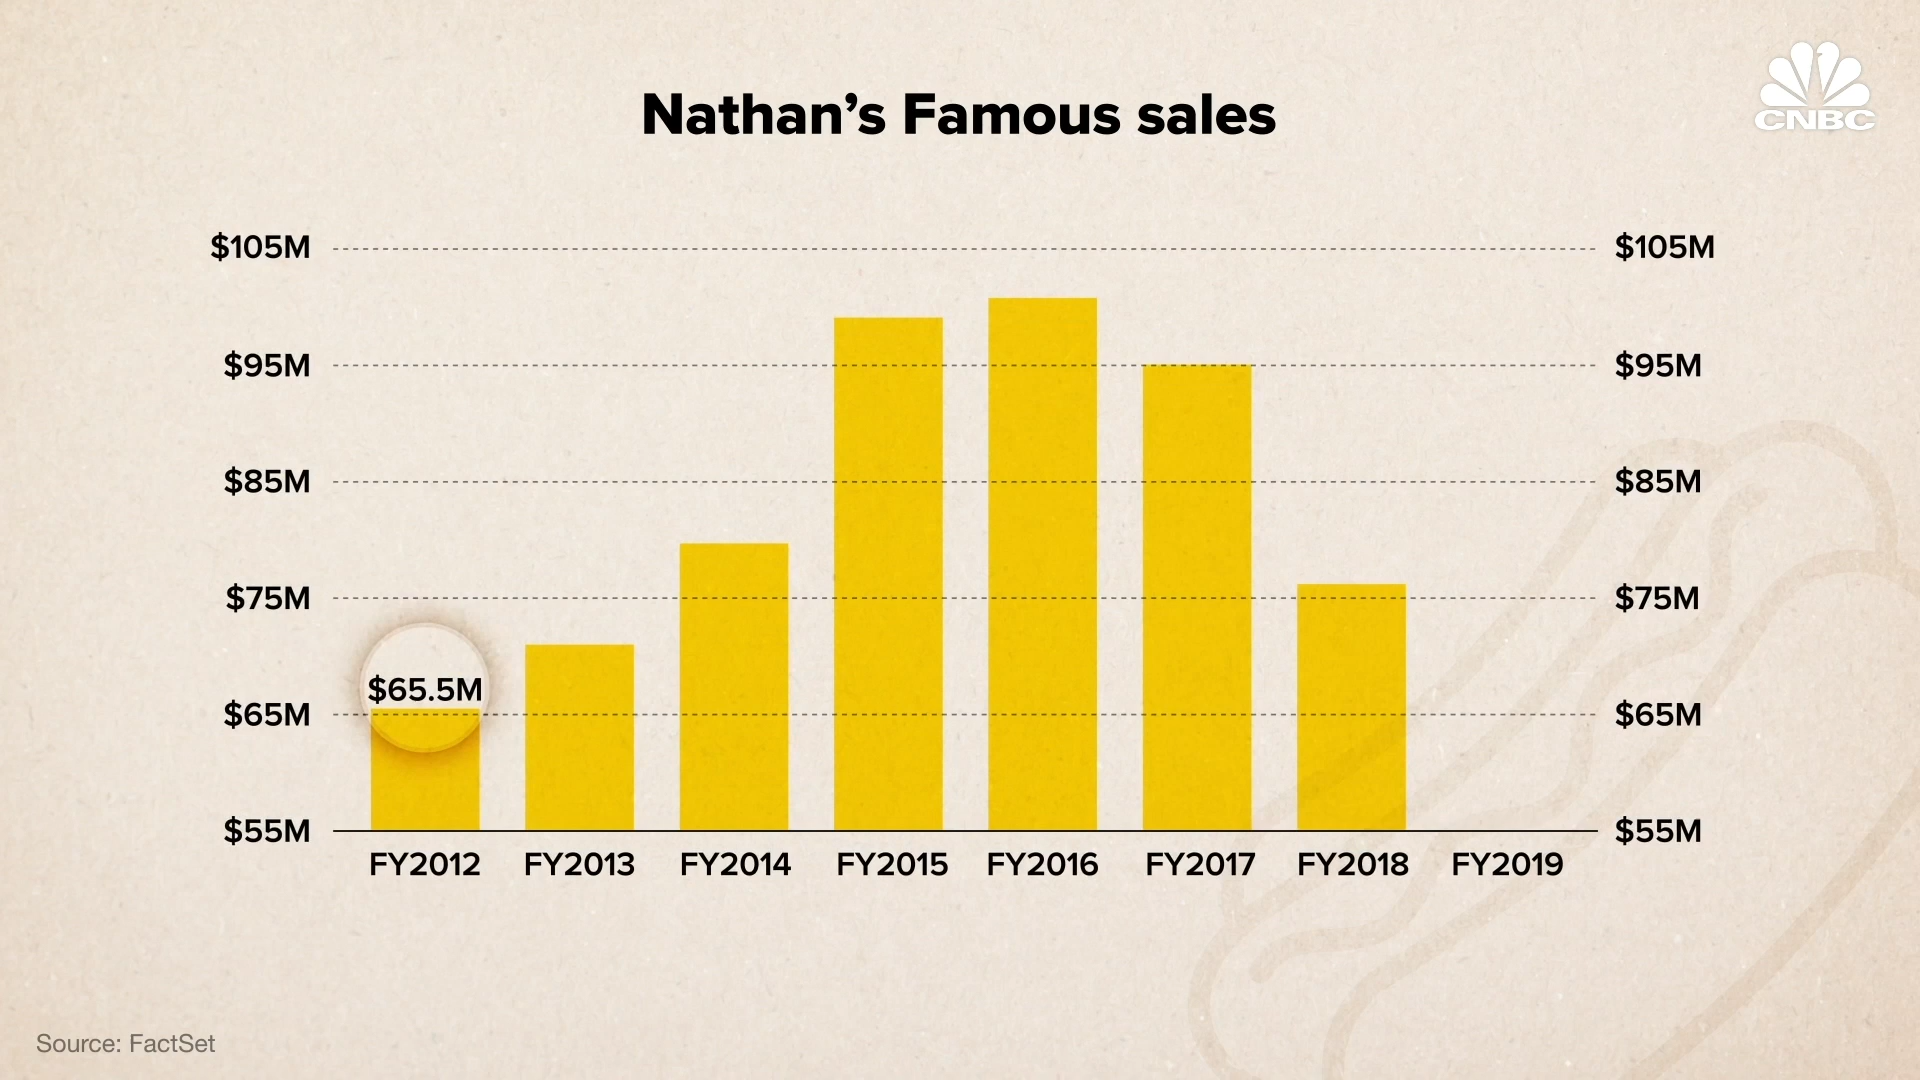 CNBC
Nathan’s Famous sales
$105M $105M
$95M $95M
$85M $85M
$75M $75M
$65.5M
$65M $65M
$55M $55M
FY2012 FY2013 FY2014 FY2015 FY2016 FY2017 FY2018 FY2019
Source: FactSet